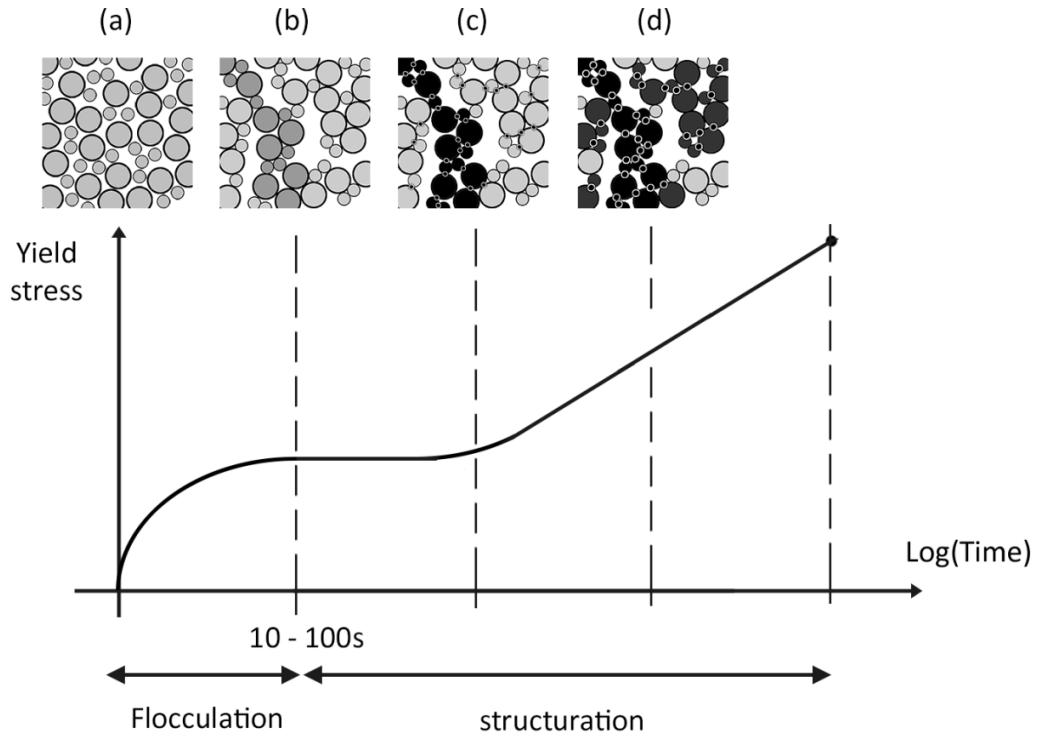 (a) (b) (c) (d)
Yield
stress
Log(Time)
10 - 100s
Flocculation structuration